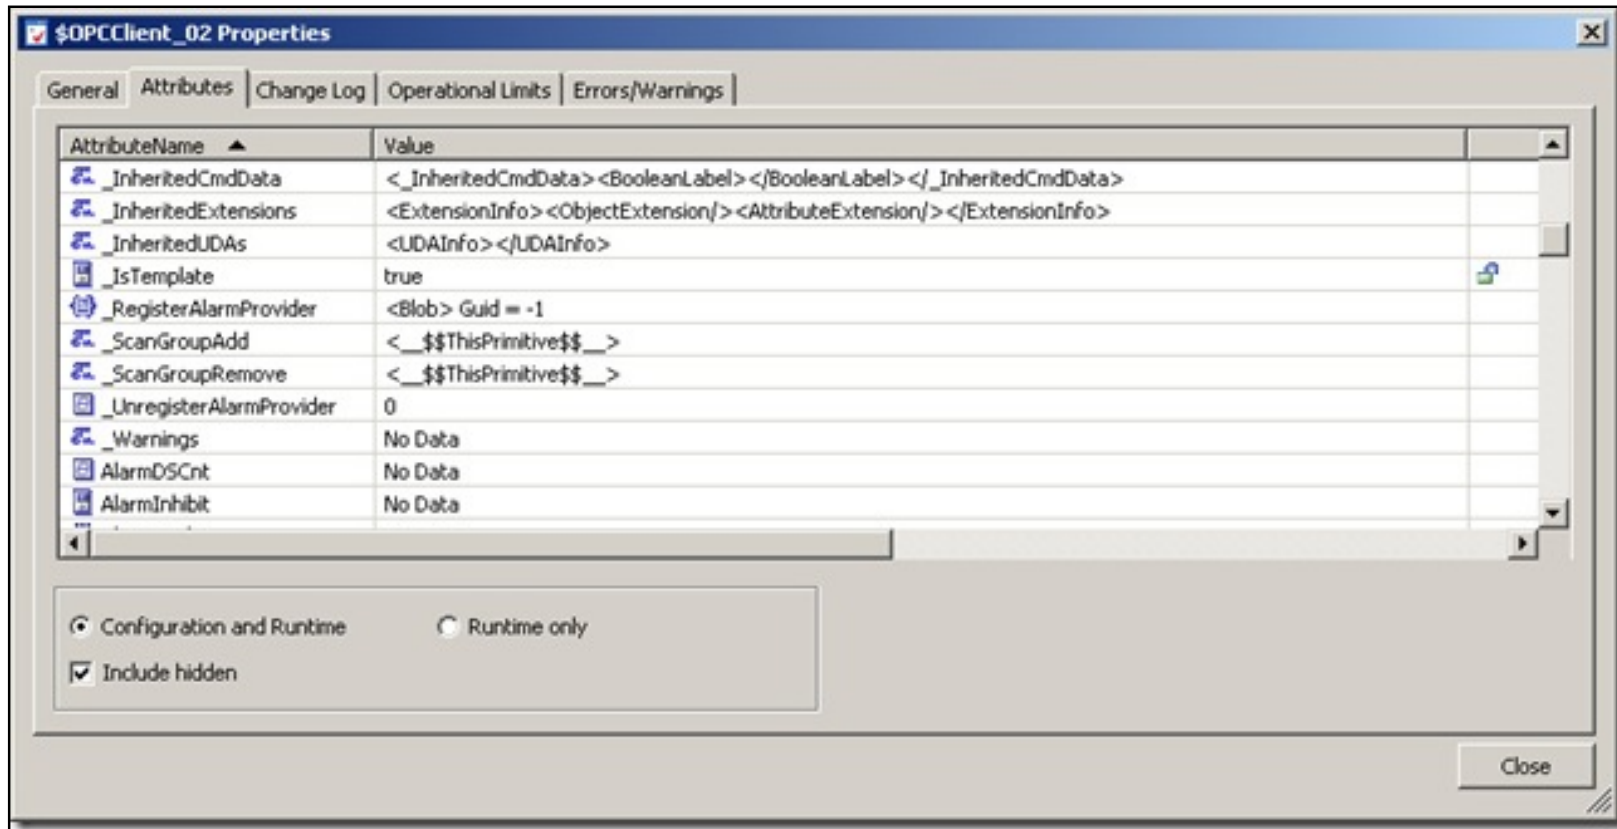 $OPCClient_02 Properties
General Attributes Change Log Operational Limits Errors/Warnings
AttributeName Value
_InheritedCmdData <_InheritedCmdData><BooleanLabel></BooleanLabel></_InheritedCmdData>
_InheritedExtensions <ExtensionInfo><ObjectExtension/><AttributeExtension/></ExtensionInfo>
_InheritedUDAs <UDAInfo></UDAInfo>
_IsTemplate true
_RegisterAlarmProvider <Blob> Guid = -1
_ScanGroupAdd <__$$ThisPrimitive$$__>
_ScanGroupRemove <__$$ThisPrimitive$$__>
_UnregisterAlarmProvider 0
_Warnings No Data
AlarmDSCnt No Data
AlarmInhibit No Data
Configuration and Runtime Runtime only
Include hidden
Close